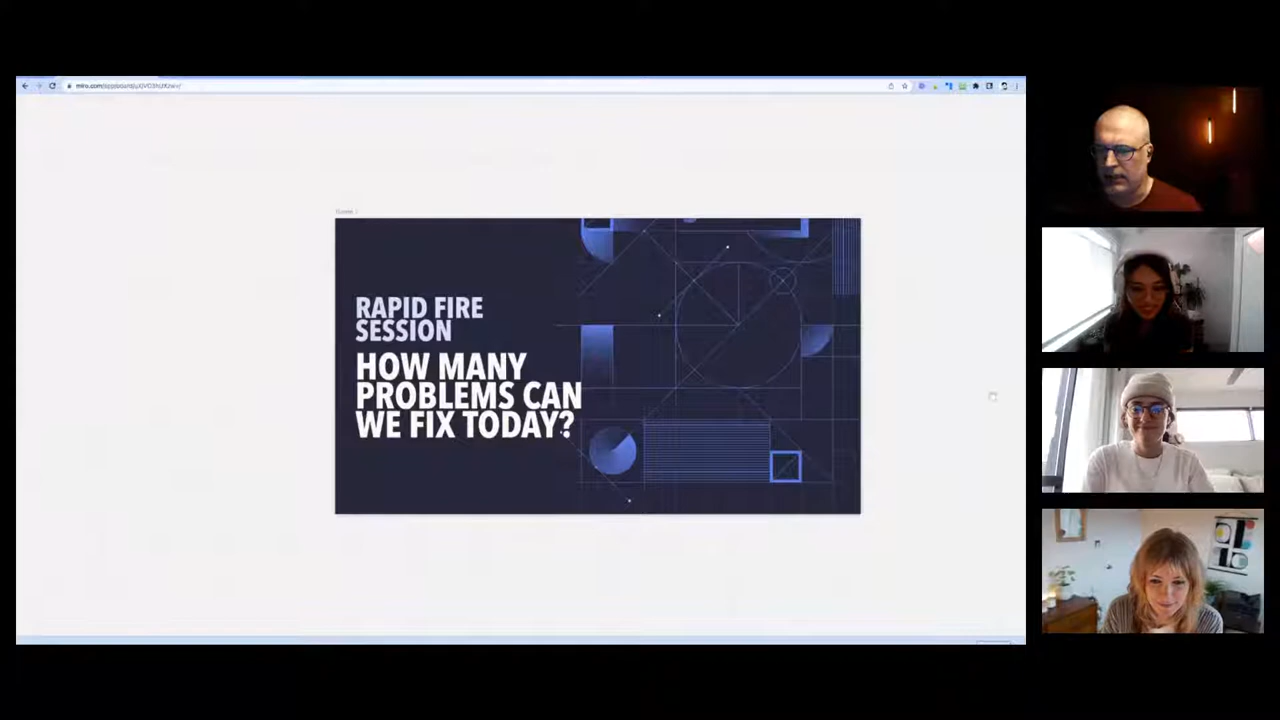 RAPID FIRE
SESSION
HOW MANY
PROBLEMS CAN
WE FIX TODAY?